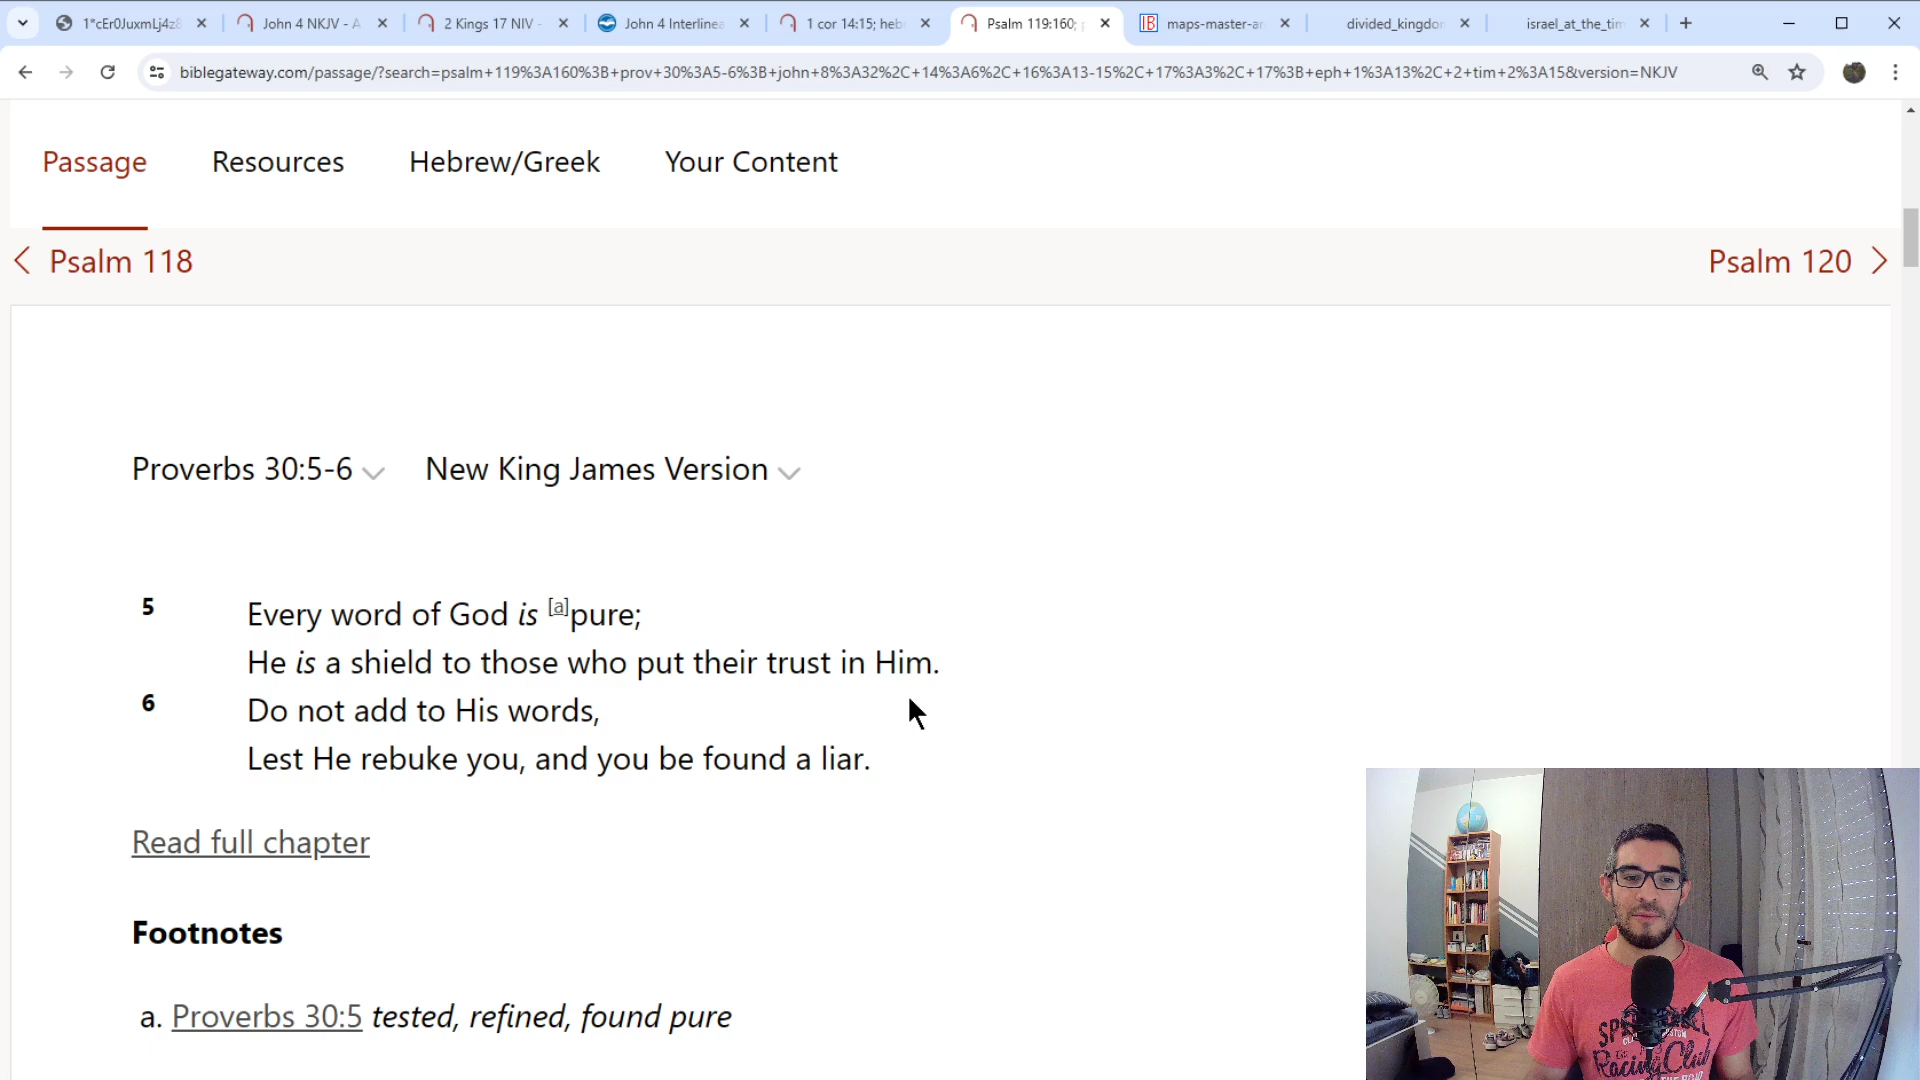 1*cEr0JuxmLj4z8
John 4 NKJV - A
2 Kings 17 NIV -
John 4 Interlinea
1 cor 14:15; heb
Psalm 119:160; p
maps-master-ar
divided_kingdom
israel_at_the_tim
biblegateway.com/passage/?search=psalm+119%3A160%3B+prov+30%3A5-6%3B+john+8%3A32%2C+14%3A6%2C+16%3A13-15%2C+17%3A3%2C+17%3B+eph+1%3A13%2C+2+tim+2%3A15&version=NKJV
Passage Resources Hebrew/Greek Your Content
Psalm 118
Psalm 120
Proverbs 30:5-6 New King James Version
5 Every word of God is [a]pure;
He is a shield to those who put their trust in Him.
6 Do not add to His words,
Lest He rebuke you, and you be found a liar.
Read full chapter
Footnotes
a. Proverbs 30:5 tested, refined, found pure
Racing Club